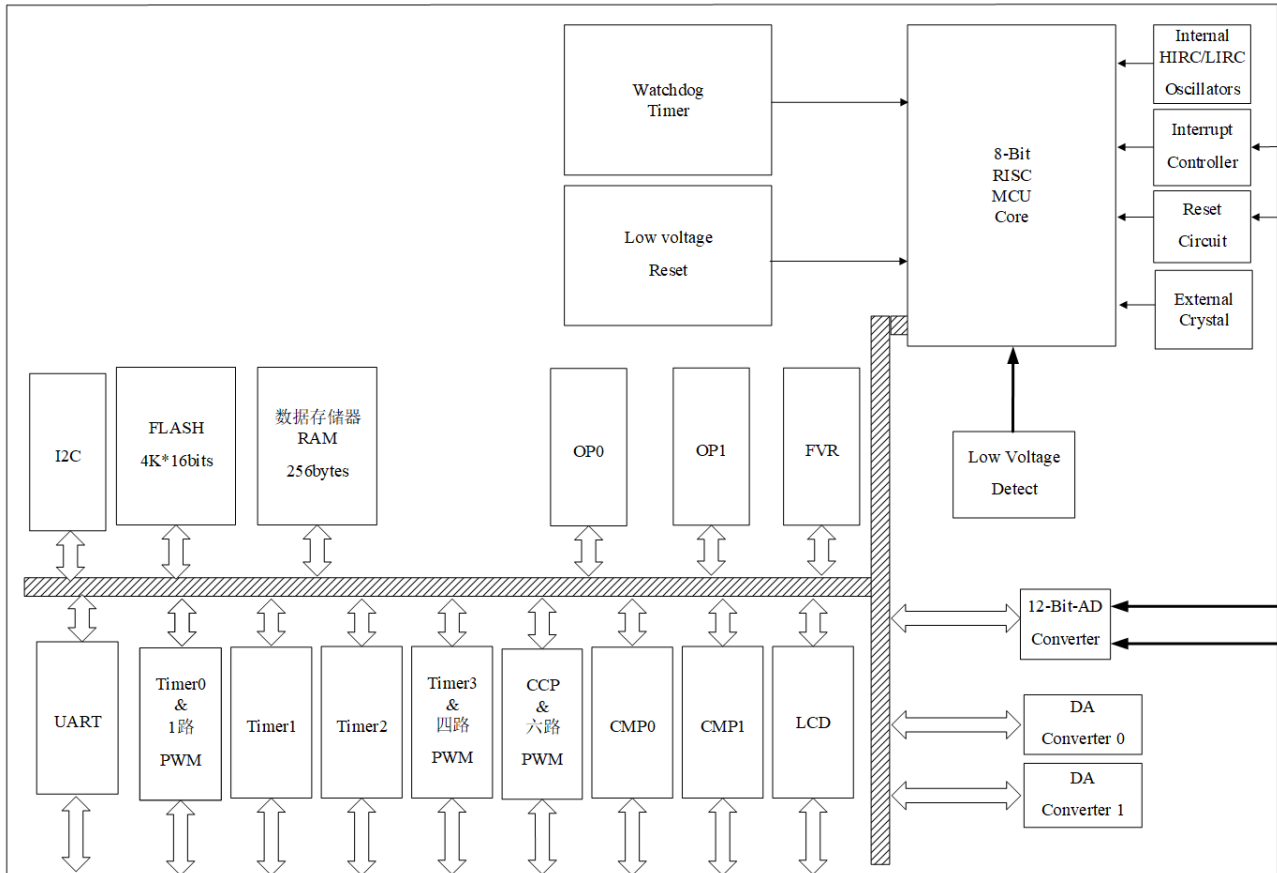 Watchdog
Timer
Low voltage
Reset
8-Bit
RISC
MCU
Core
Internal
HIRC/LIRC
Oscillators
Interrupt
Controller
Reset
Circuit
External
Crystal
Low Voltage
Detect
I2C
FLASH
4K*16bits
数据存储器
RAM
256bytes
OP0
OP1
FVR
UART
Timer0
&
1路
PWM
Timer1
Timer2
Timer3
&
四路
PWM
CCP
&
六路
PWM
CMP0
CMP1
LCD
12-Bit-AD
Converter
DA
Converter 0
DA
Converter 1